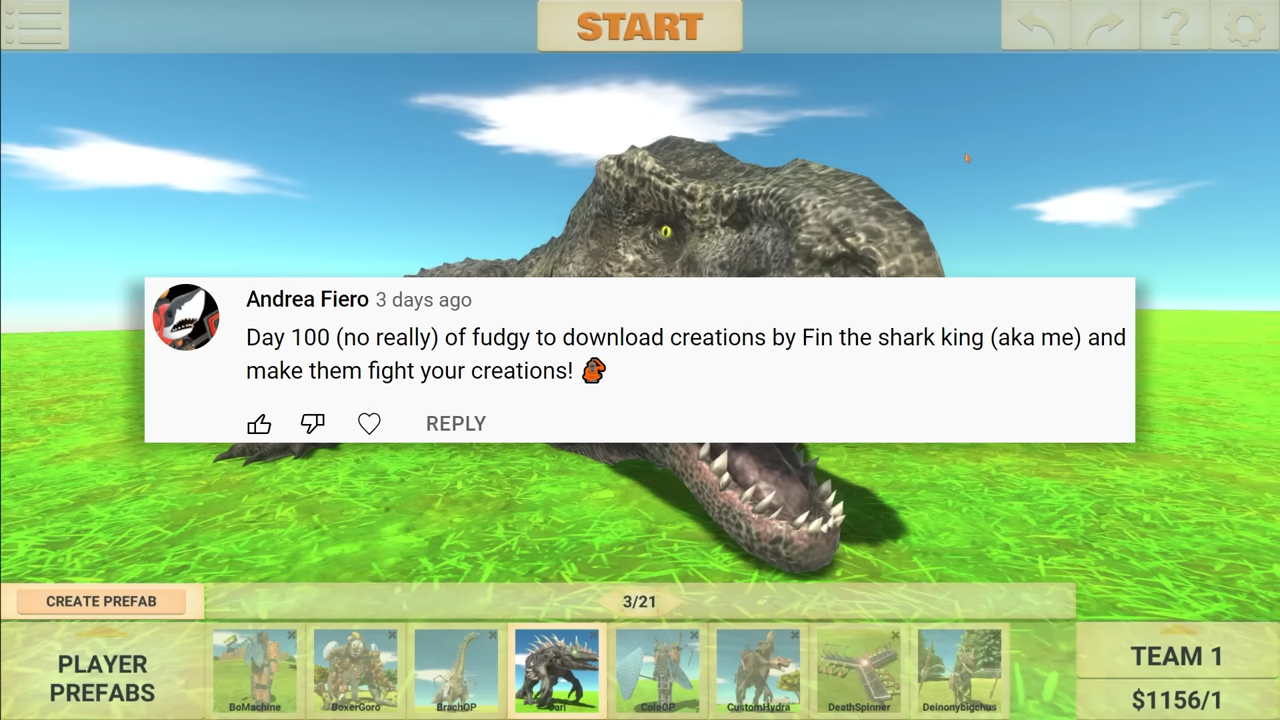 START
?
Andrea Fiero 3 days ago
Day 100 (no really) of fudgy to download creations by Fin the shark king (aka me) and
make them fight your creations!
REPLY
CREATE PREFAB
3/21
PLAYER
PREFABS
BoMachine
BoxerGoro
BrachOP
Carl
ColeOP
CustomHydra
DeathSpinner
Deinonybigchus
TEAM 1
$1156/1